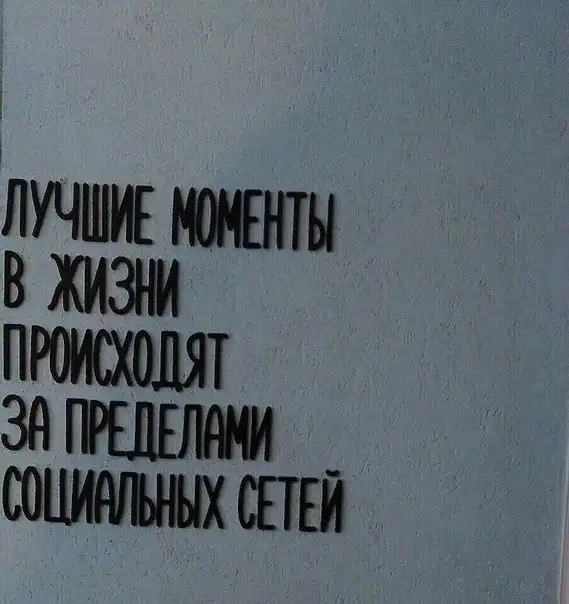 ЛУЧШИЕ МОМЕНТЫ
В ЖИЗНИ
ПРОИСХОДЯТ
ЗА ПРЕДЕЛАМИ
СОЦИАЛЬНЫХ СЕТЕЙ